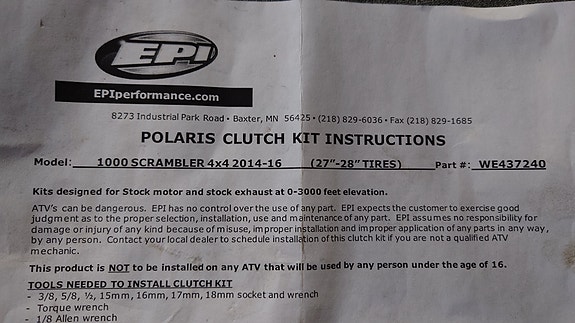 EPI
EPIperformance.com
8273 Industrial Park Road • Baxter, MN 56425 • (218) 829-6036 • Fax (218) 829-1685
POLARIS CLUTCH KIT INSTRUCTIONS
Model: 1000 SCRAMBLER 4x4 2014-16 (27"-28" TIRES) Part #: WE437240
Kits designed for Stock motor and stock exhaust at 0-3000 feet elevation.
ATV's can be dangerous. EPI has no control over the use of any part. EPI expects the customer to exercise good
judgment as to the proper selection, installation, use and maintenance of any part. EPI assumes no responsibility for
damage or injury of any kind because of misuse, improper installation and improper application of any parts in any way,
by any person. Contact your local dealer to schedule installation of this clutch kit if you are not a qualified ATV
mechanic.
This product is NOT to be installed on any ATV that will be used by any person under the age of 16.
TOOLS NEEDED TO INSTALL CLUTCH KIT
- 3/8, 5/8, ½, 15mm, 16mm, 17mm, 18mm socket and wrench
- Torque wrench
- 1/8 Allen wrench